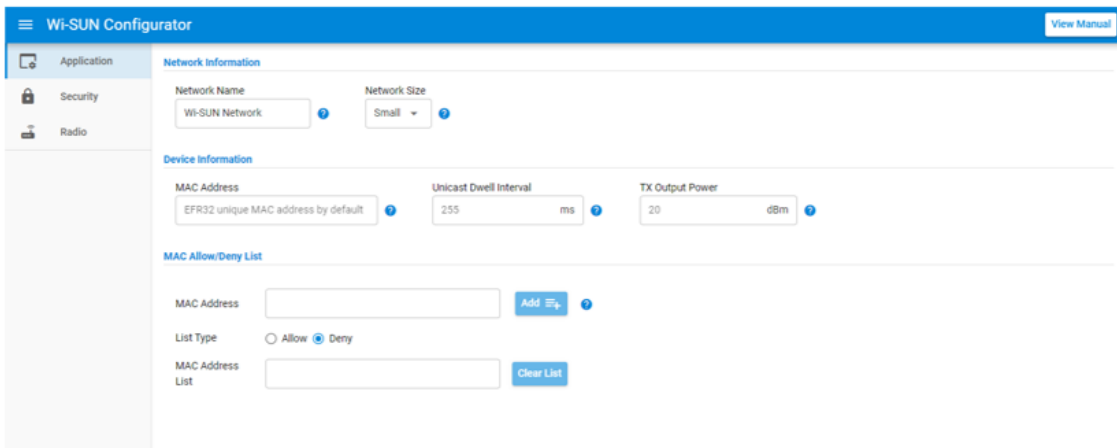 Wi-SUN Configurator
View Manual
Application
Security
Radio
Network Information
Network Name
Network Size
Wi-SUN Network
Small
Device Information
MAC Address
Unicast Dwell Interval
TX Output Power
EFR32 unique MAC address by default
255 ms
20 dBm
MAC Allow/Deny List
MAC Address
Add
List Type
Allow
Deny
MAC Address
List
Clear List